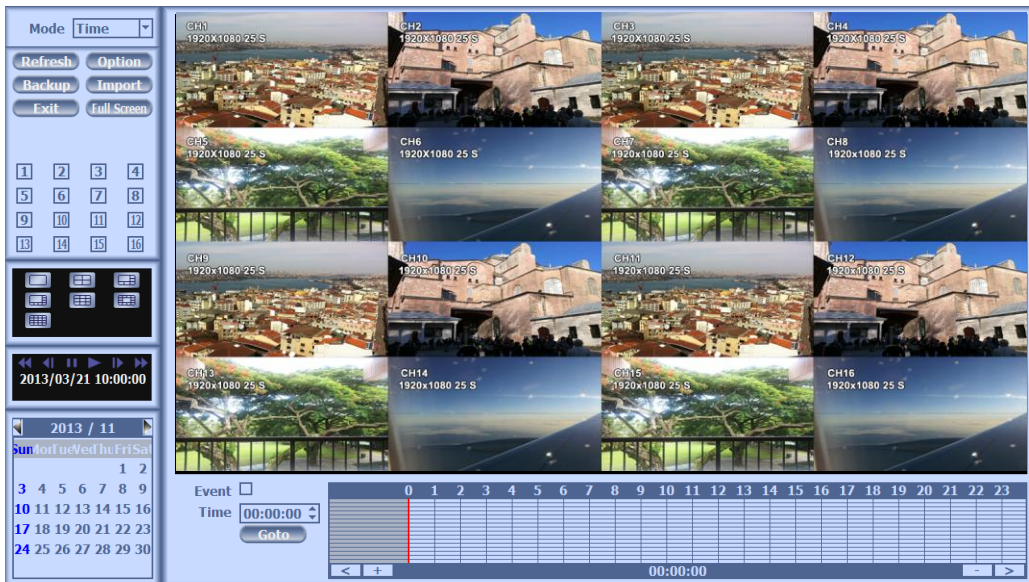 Mode Time
Refresh Option
Backup Import
Exit Full Screen
1 2 3 4
5 6 7 8
9 10 11 12
13 14 15 16
2013/03/21 10:00:00
2013 / 11
Sun Mon Tue Wed Thu Fri Sat
1 2
3 4 5 6 7 8 9
10 11 12 13 14 15 16
17 18 19 20 21 22 23
24 25 26 27 28 29 30
CH1 CH2 CH3 CH4
1920X1080 25 S 1920X1080 25 S 1920X1080 25 S 1920X1080 25 S
CH5 CH6 CH7 CH8
1920X1080 25 S 1920X1080 25 S 1920x1080 25 S 1920x1080 25 S
CH9 CH10 CH11 CH12
1920x1080 25 S 1920x1080 25 S 1920x1080 25 S 1920x1080 25 S
CH13 CH14 CH15 CH16
1920x1080 25 S 1920x1080 25 S 1920x1080 25 S 1920x1080 25 S
Event
0 1 2 3 4 5 6 7 8 9 10 11 12 13 14 15 16 17 18 19 20 21 22 23
Time 00:00:00
Goto
< + 00:00:00 - >